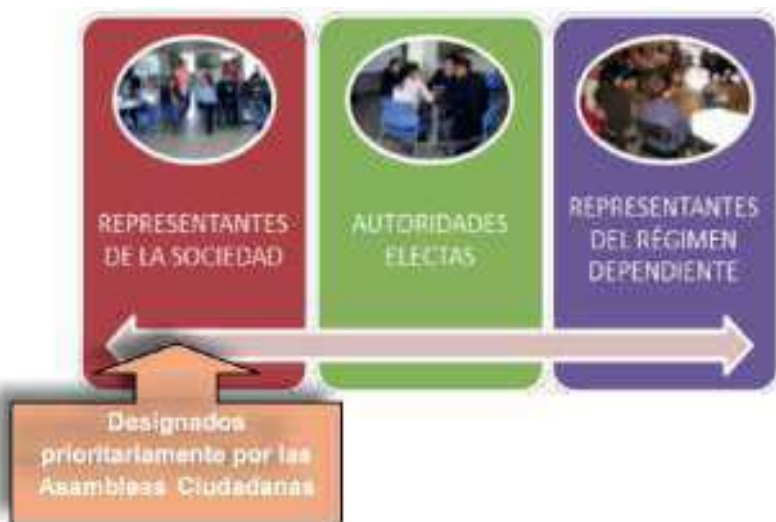 REPRESENTANTES
DE LA SOCIEDAD
AUTORIDADES
ELECTAS
REPRESENTANTES
DEL RÉGIMEN
DEPENDIENTE
Designados
prioritariamente por las
Asambleas Ciudadanas